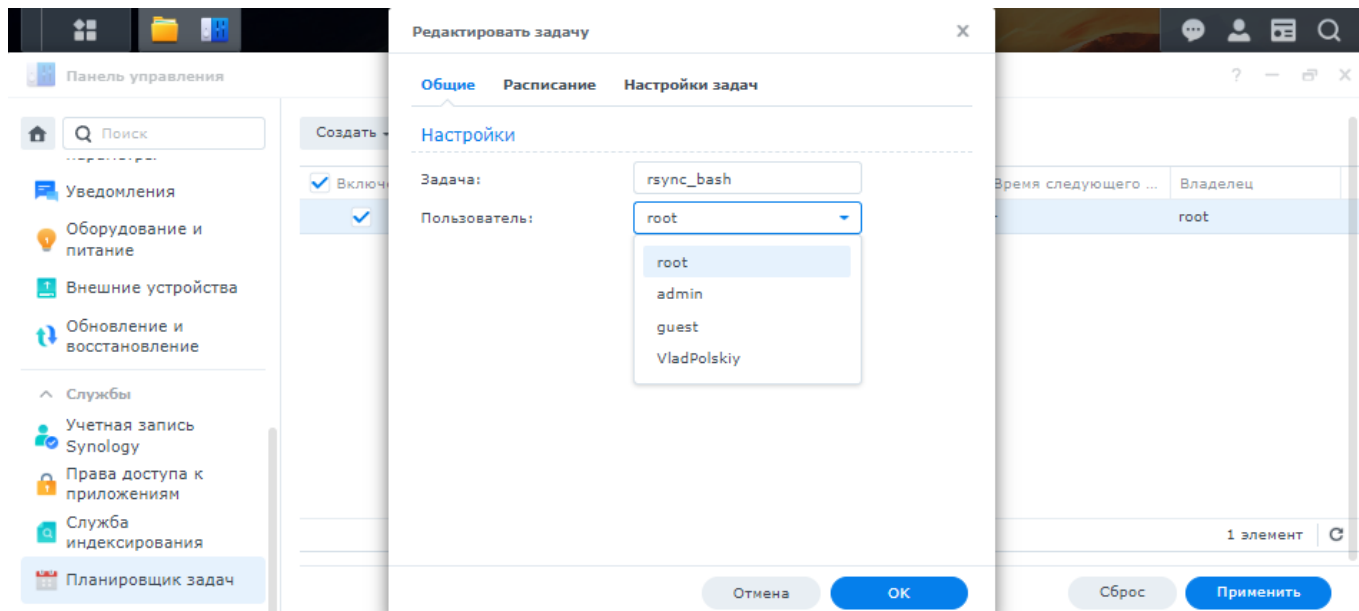 Редактировать задачу
Панель управления
Общие Расписание Настройки задач
Поиск
Создать
Настройки
Уведомления
Оборудование и
питание
Внешние устройства
Обновление и
восстановление
Службы
Учетная запись
Synology
Права доступа к
приложениям
Служба
индексирования
Планировщик задач
Задача: rsync_bash
Пользователь: root
root
admin
guest
VladPolskiy
Время следующего ... Владелец
root
1 элемент
Отмена OK
Сброс Применить